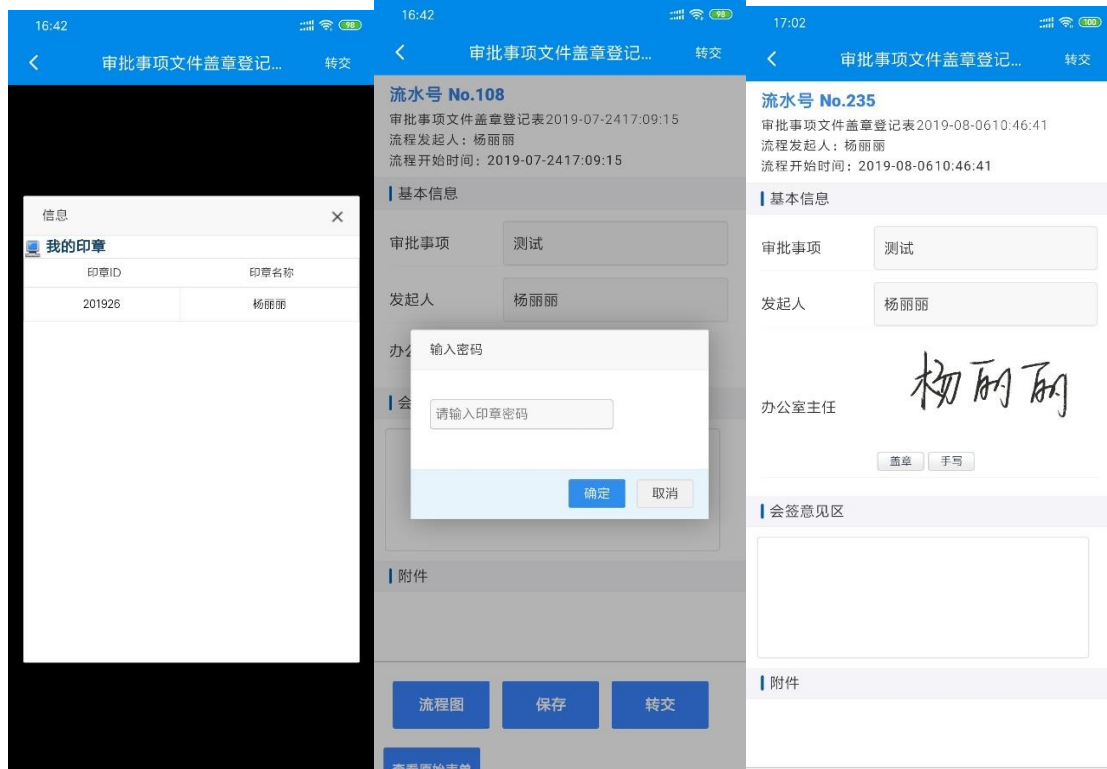 16:42
98
审批事项文件盖章登记...
转交
信息
我的印章
印章ID
印章名称
201926
杨丽丽
16:42
98
审批事项文件盖章登记...
转交
流水号 No.108
审批事项文件盖章登记表2019-07-2417:09:15
流程发起人：杨丽丽
流程开始时间：2019-07-2417:09:15
基本信息
审批事项
测试
发起人
杨丽丽
输入密码
请输入印章密码
确定
取消
附件
流程图
保存
转交
查看原始表单
17:02
100
审批事项文件盖章登记...
转交
流水号 No.235
审批事项文件盖章登记表2019-08-0610:46:41
流程发起人：杨丽丽
流程开始时间：2019-08-0610:46:41
基本信息
审批事项
测试
发起人
杨丽丽
办公室主任
杨丽丽
盖章
手写
会签意见区
附件